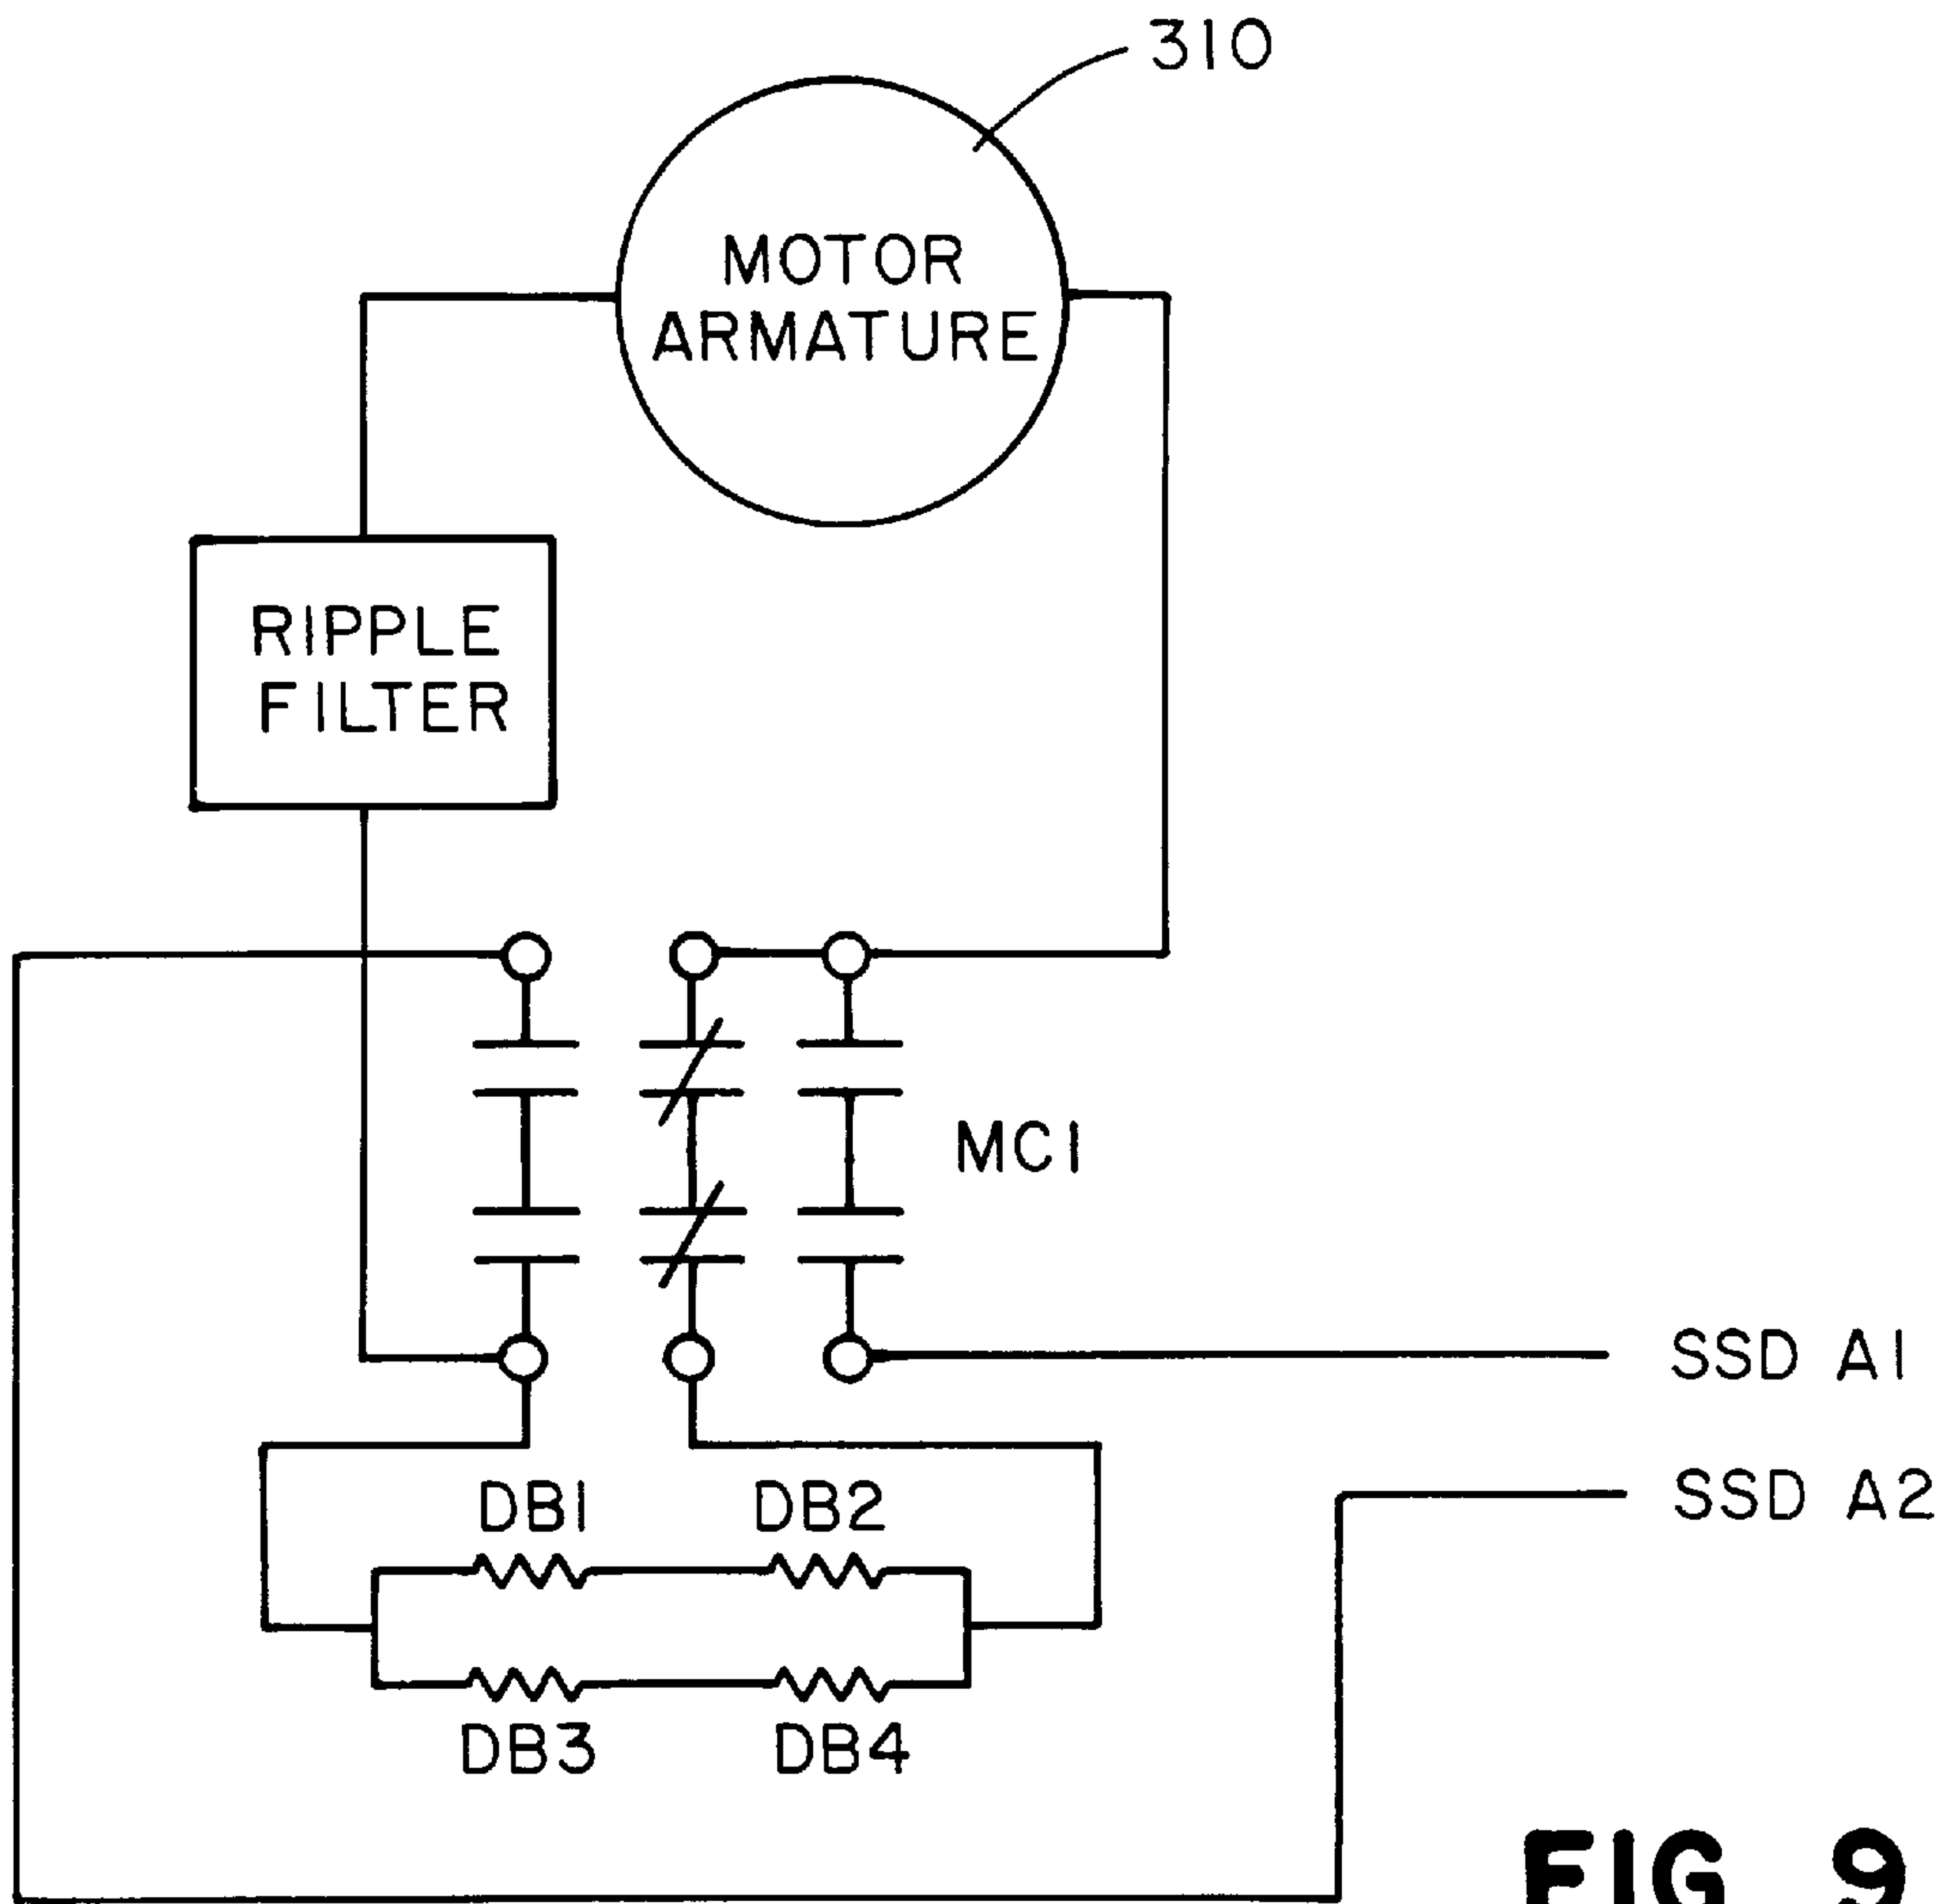 310
MOTOR
ARMATURE
RIPPLE
FILTER
MC1
SSD A1
SSD A2
DB1 DB2
DB3 DB4
FIG 9